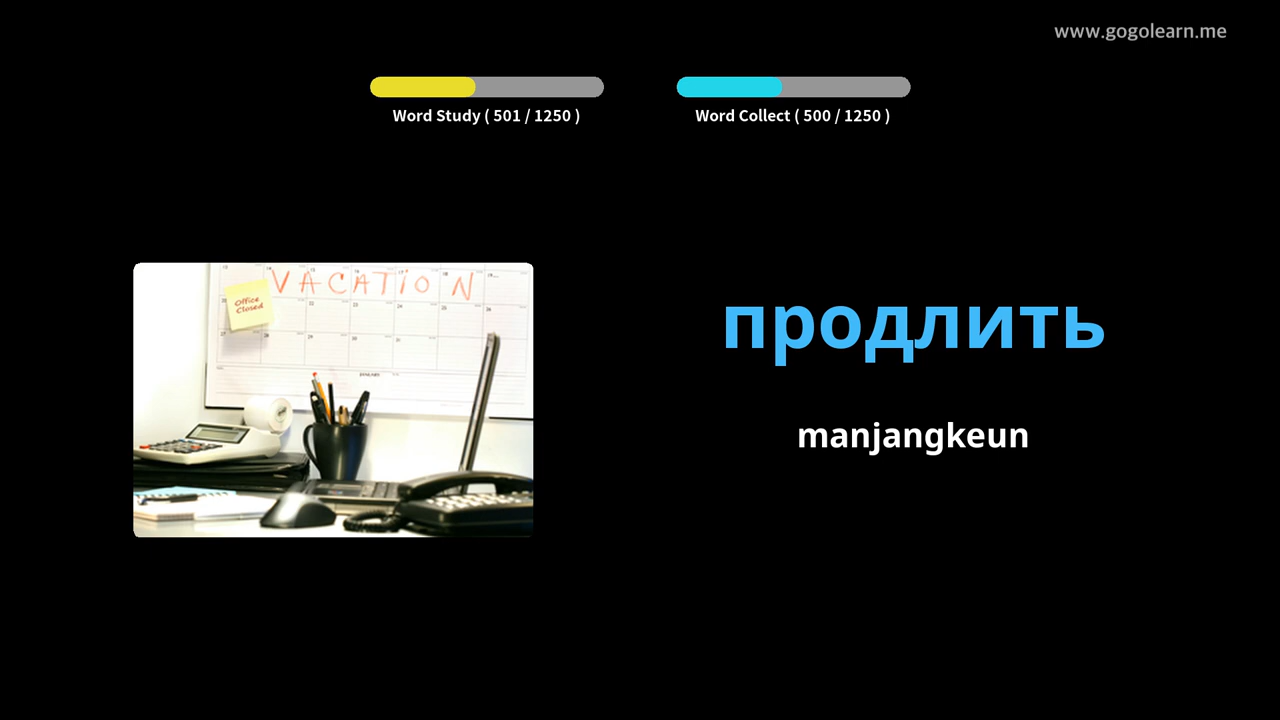 www.gogolearn.me
Word Study ( 501 / 1250 )
Word Collect ( 500 / 1250 )
VACATION
Office
Closed
продлить
manjangkeun